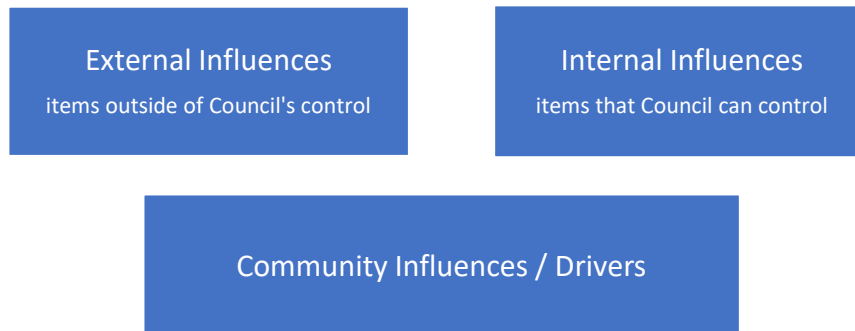 External Influences
items outside of Council's control
Internal Influences
items that Council can control
Community Influences / Drivers